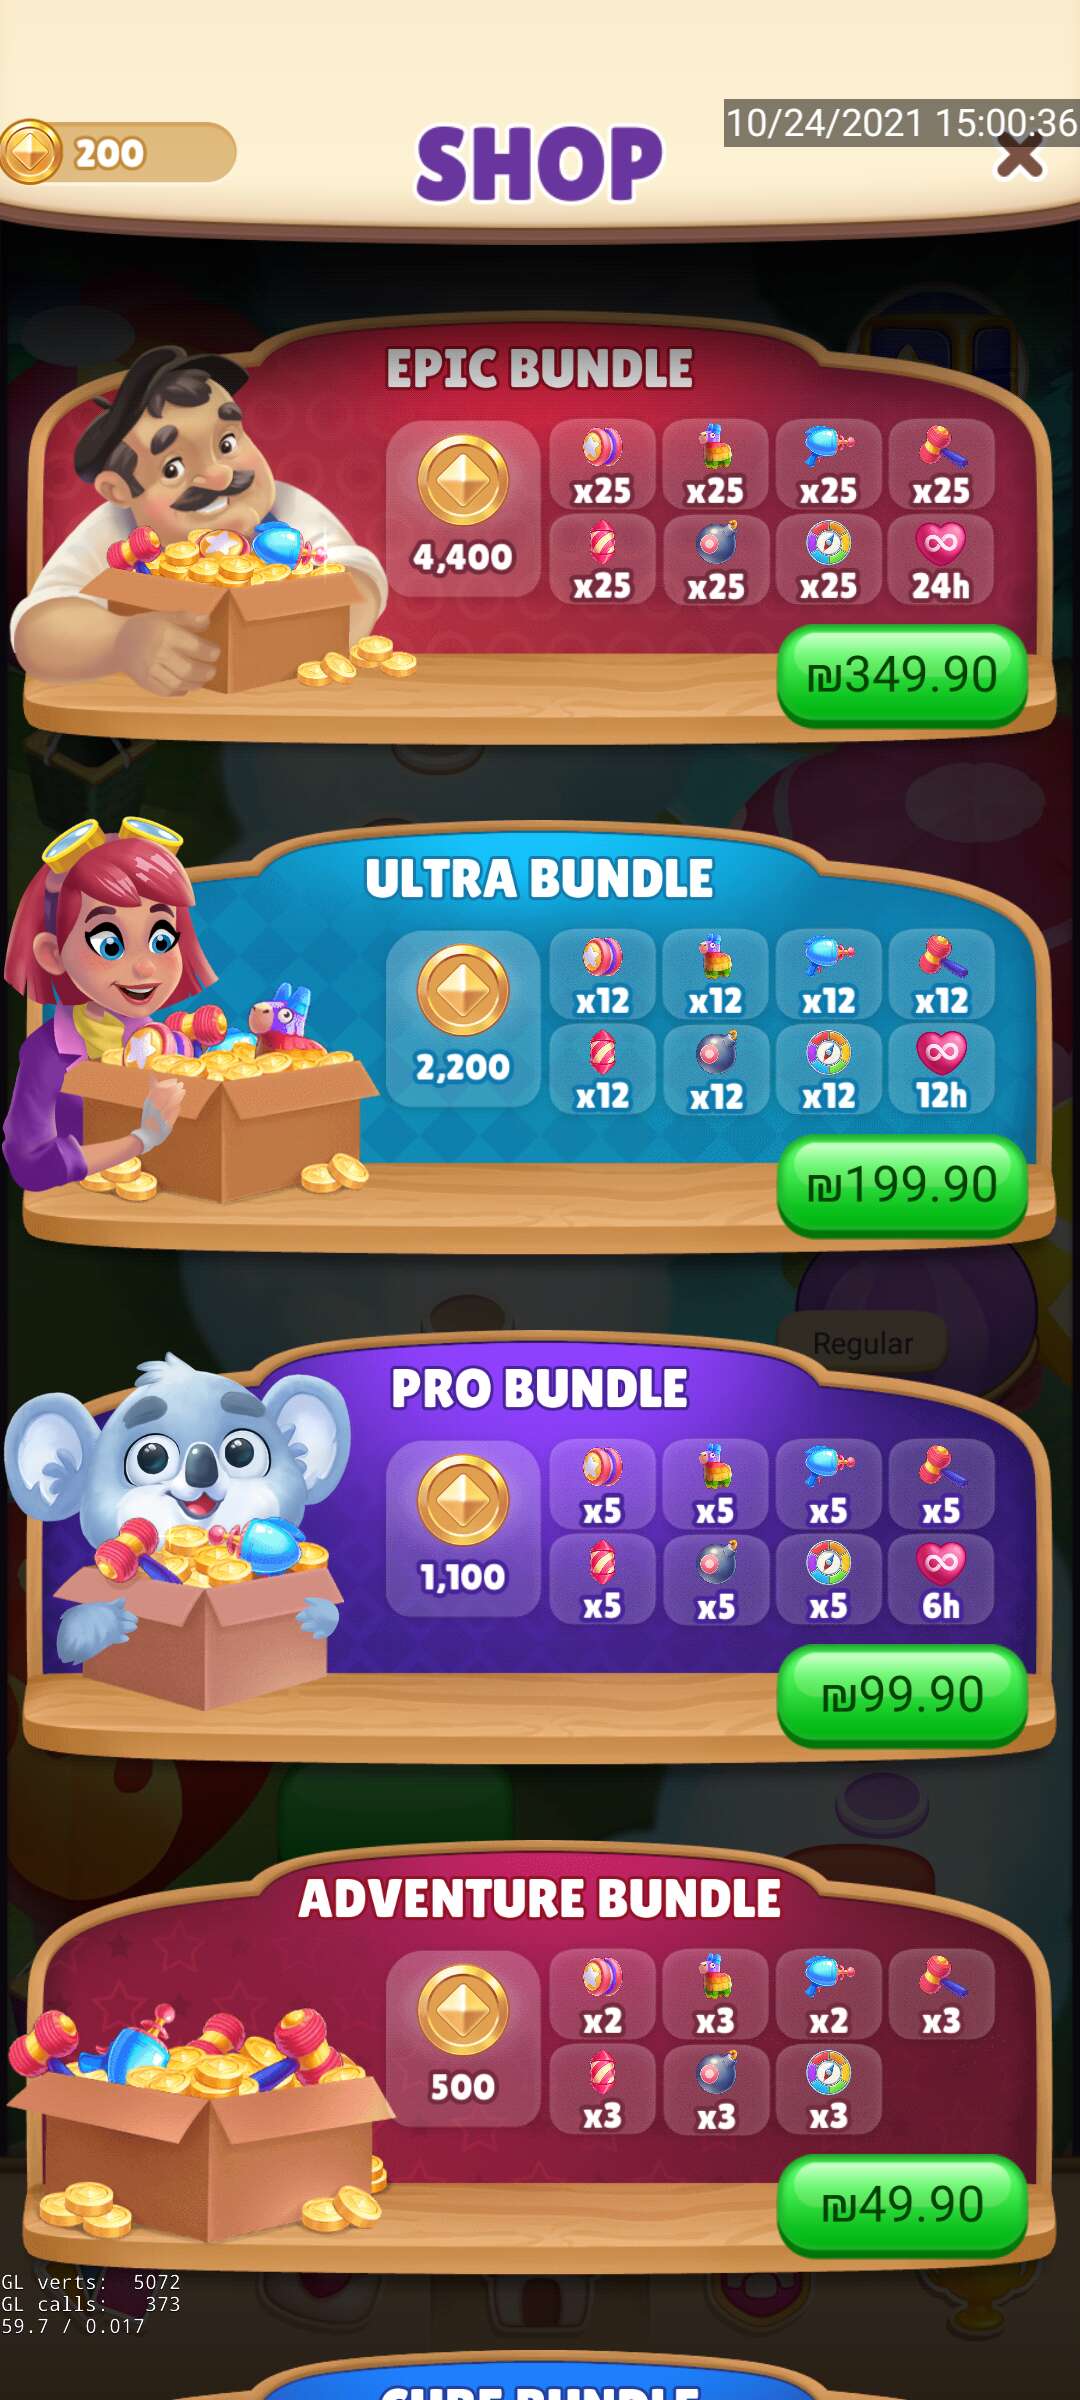 10/24/2021 15:00:36
200
SHOP
EPIC BUNDLE
4,400
x25 x25 x25 x25
x25 x25 x25 24h
₪349.90
ULTRA BUNDLE
2,200
x12 x12 x12 x12
x12 x12 x12 12h
₪199.90
Regular
PRO BUNDLE
1,100
x5 x5 x5 x5
x5 x5 x5 6h
₪99.90
ADVENTURE BUNDLE
500
x2 x3 x2 x3
x3 x3 x3
₪49.90
GL verts: 5072
GL calls: 373
59.7 / 0.017
BUNDLE